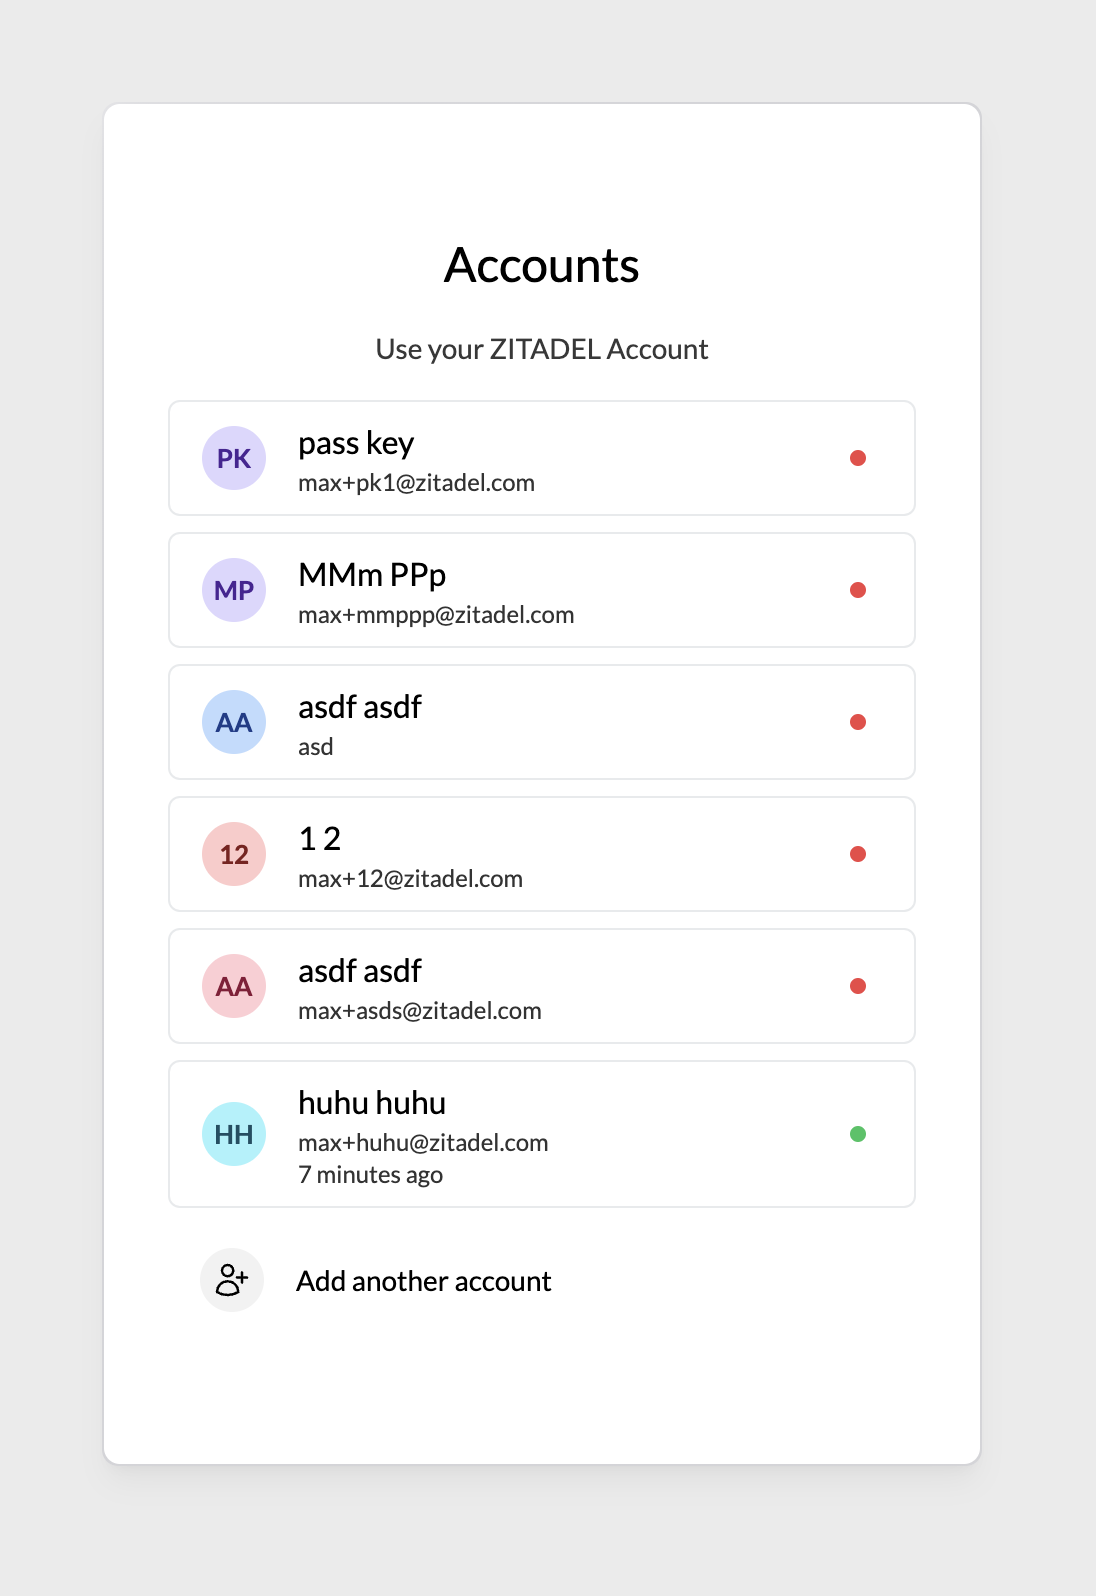 Accounts
Use your ZITADEL Account
PK
pass key
max+pk1@zitadel.com
MP
MMm PPp
max+mmppp@zitadel.com
AA
asdf asdf
asd
12
1 2
max+12@zitadel.com
AA
asdf asdf
max+asds@zitadel.com
HH
huhu huhu
max+huhu@zitadel.com
7 minutes ago
Add another account